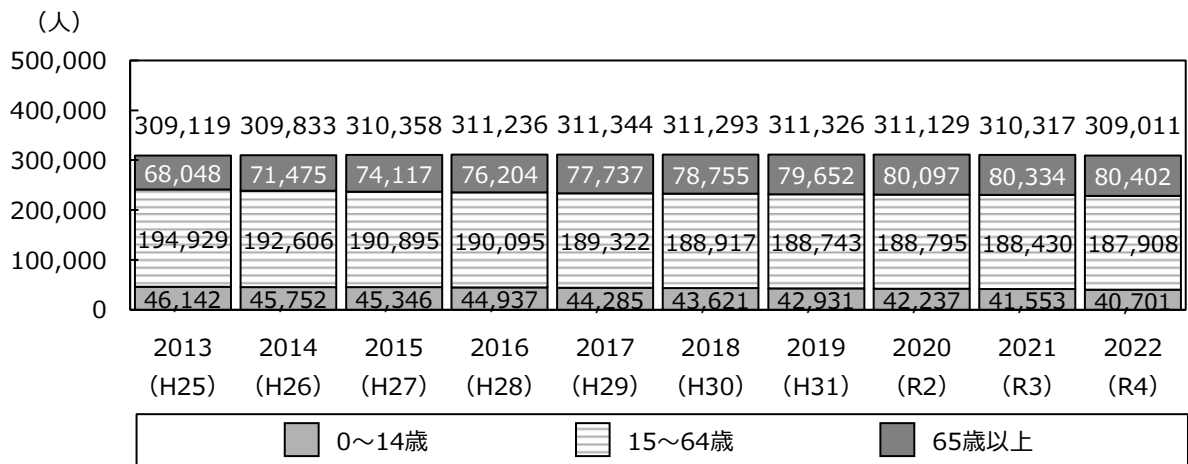 （人）
500,000
400,000
309,119 309,833 310,358 311,236 311,344 311,293 311,326 311,129 310,317 309,011
300,000
68,048 71,475 74,117 76,204 77,737 78,755 79,652 80,097 80,334 80,402
200,000
194,929 192,606 190,895 190,095 189,322 188,917 188,743 188,795 188,430 187,908
100,000
46,142 45,752 45,346 44,937 44,285 43,621 42,931 42,237 41,553 40,701
0
2013 2014 2015 2016 2017 2018 2019 2020 2021 2022
（H25） （H26） （H27） （H28） （H29） （H30） （H31） （R2） （R3） （R4）
0～14歳 15～64歳 65歳以上